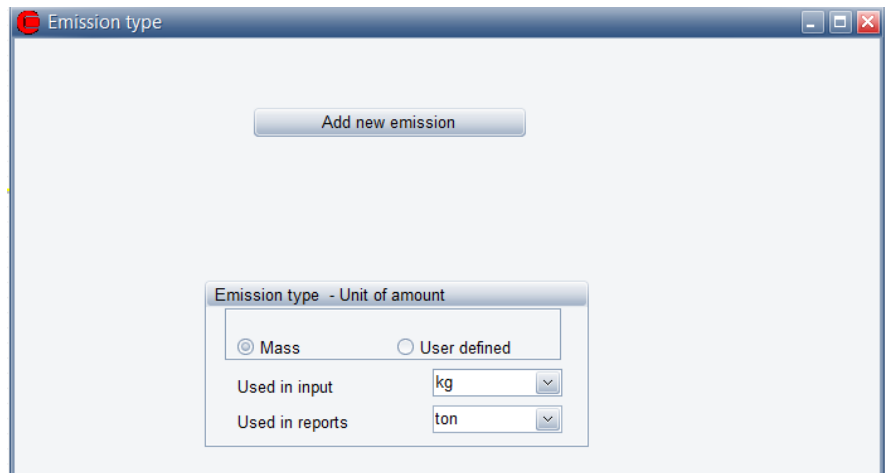 Emission type
Add new emission
Emission type - Unit of amount
Mass User defined
Used in input kg
Used in reports ton